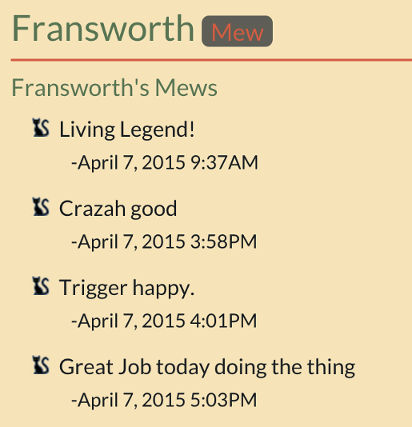 Fransworth Mew
Fransworth's Mews
Living Legend!
-April 7, 2015 9:37AM
Crazah good
-April 7, 2015 3:58PM
Trigger happy.
-April 7, 2015 4:01PM
Great Job today doing the thing
-April 7, 2015 5:03PM